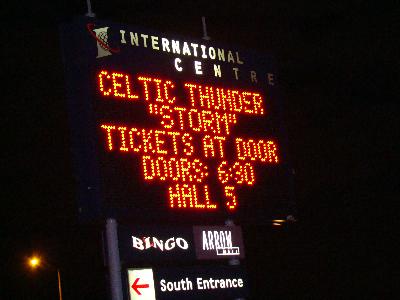 INTERNATIONAL
CENTRE
CELTIC THUNDER
"STORM"
TICKETS AT DOOR
DOORS: 6:30
HALL 5
BINGO ARROW
South Entrance